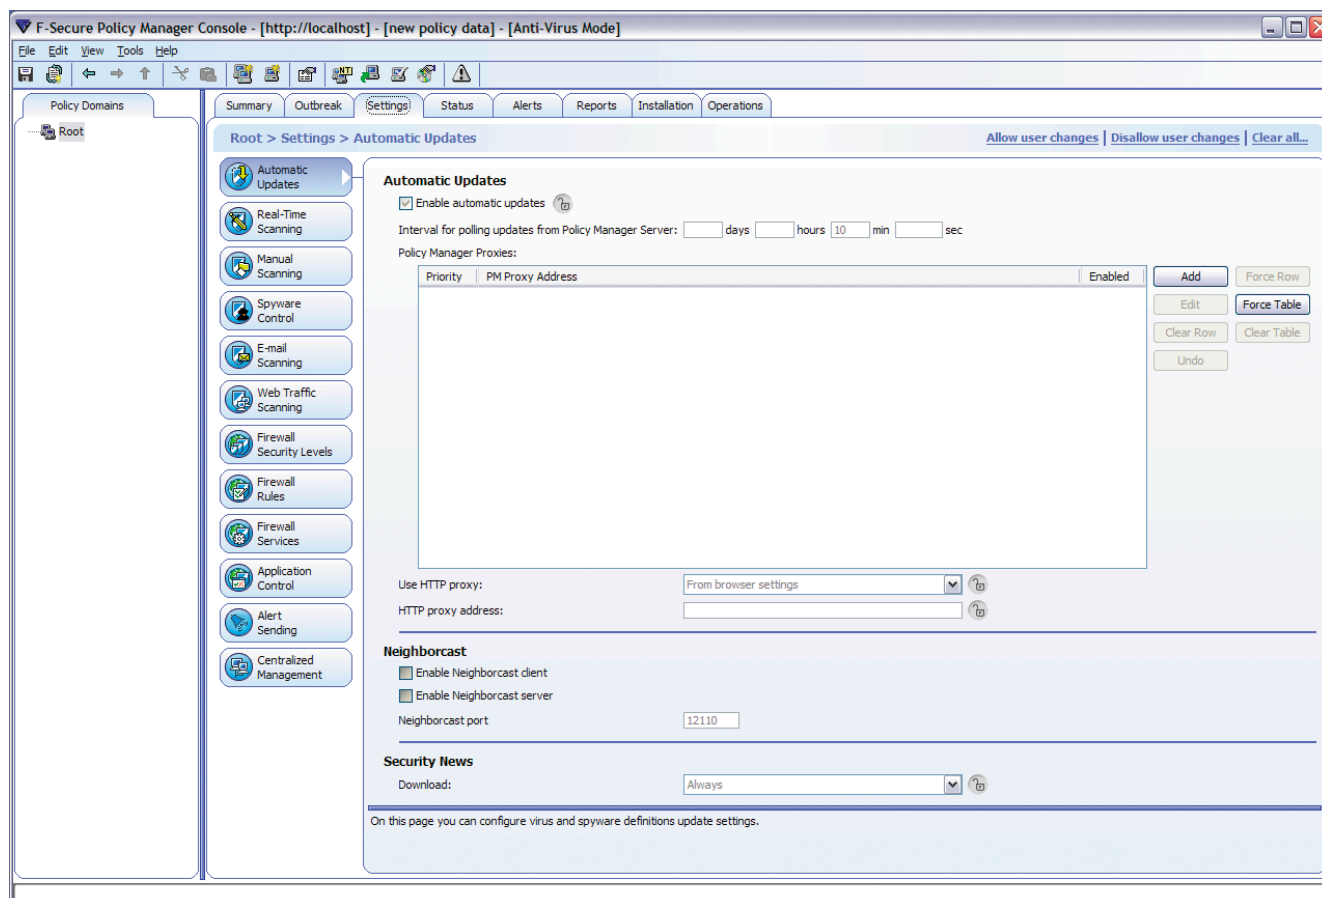 F-Secure Policy Manager Console - [http://localhost] - [new policy data] - [Anti-Virus Mode]
File Edit View Tools Help
NT
Policy Domains
Root
Summary Outbreak Settings Status Alerts Reports Installation Operations
Root > Settings > Automatic Updates
Allow user changes | Disallow user changes | Clear all...
Automatic
Updates
Real-Time
Scanning
Manual
Scanning
Spyware
Control
E-mail
Scanning
Web Traffic
Scanning
Firewall
Security Levels
Firewall
Rules
Firewall
Services
Application
Control
Alert
Sending
Centralized
Management
Automatic Updates
Enable automatic updates
Interval for polling updates from Policy Manager Server: days hours 10 min sec
Policy Manager Proxies:
Priority PM Proxy Address Enabled
Add Force Row
Edit Force Table
Clear Row Clear Table
Undo
Use HTTP proxy: From browser settings
HTTP proxy address:
Neighborcast
Enable Neighborcast client
Enable Neighborcast server
Neighborcast port 12110
Security News
Download: Always
On this page you can configure virus and spyware definitions update settings.